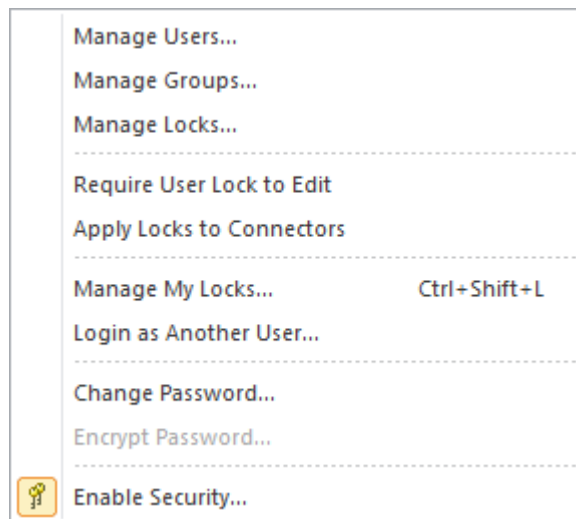 Manage Users...
Manage Groups...
Manage Locks...
Require User Lock to Edit
Apply Locks to Connectors
Manage My Locks... Ctrl+Shift+L
Login as Another User...
Change Password...
Encrypt Password...
Enable Security...